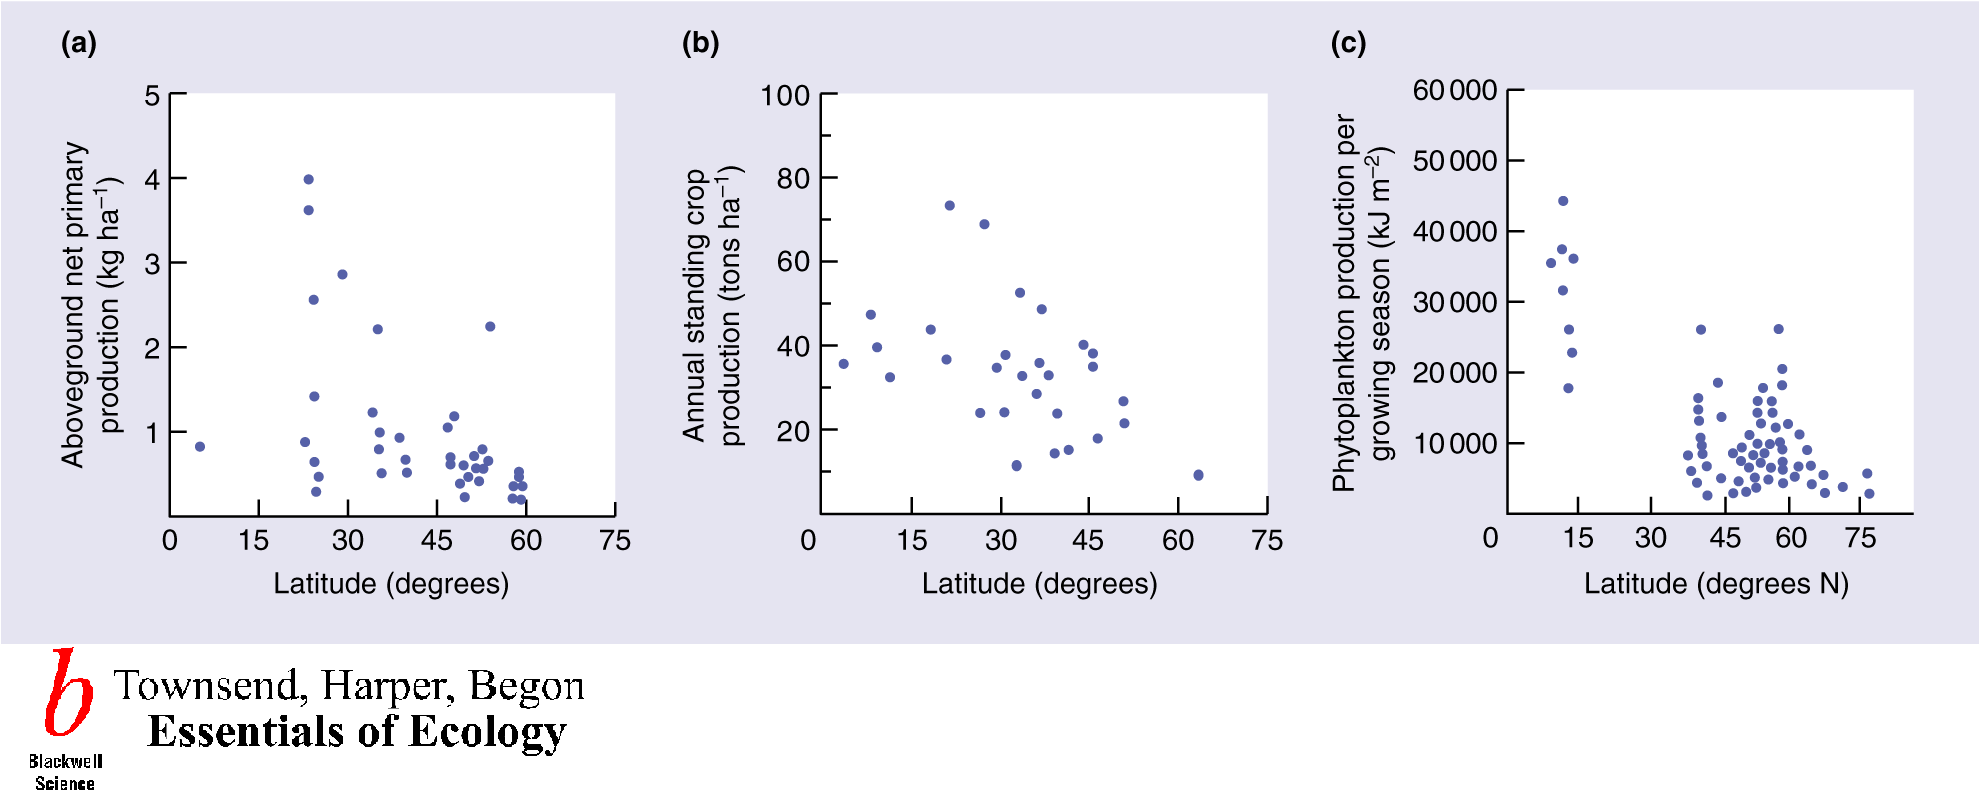 (a)
5
4
3
2
1
0 15 30 45 60 75
Aboveground net primary
production (kg ha⁻¹)
Latitude (degrees)
(b)
100
80
60
40
20
0 15 30 45 60 75
Annual standing crop
production (tons ha⁻¹)
Latitude (degrees)
(c)
60 000
50 000
40 000
30 000
20 000
10 000
0 15 30 45 60 75
Phytoplankton production per
growing season (kJ m⁻²)
Latitude (degrees N)
b
Blackwell
Science
Townsend, Harper, Begon
Essentials of Ecology